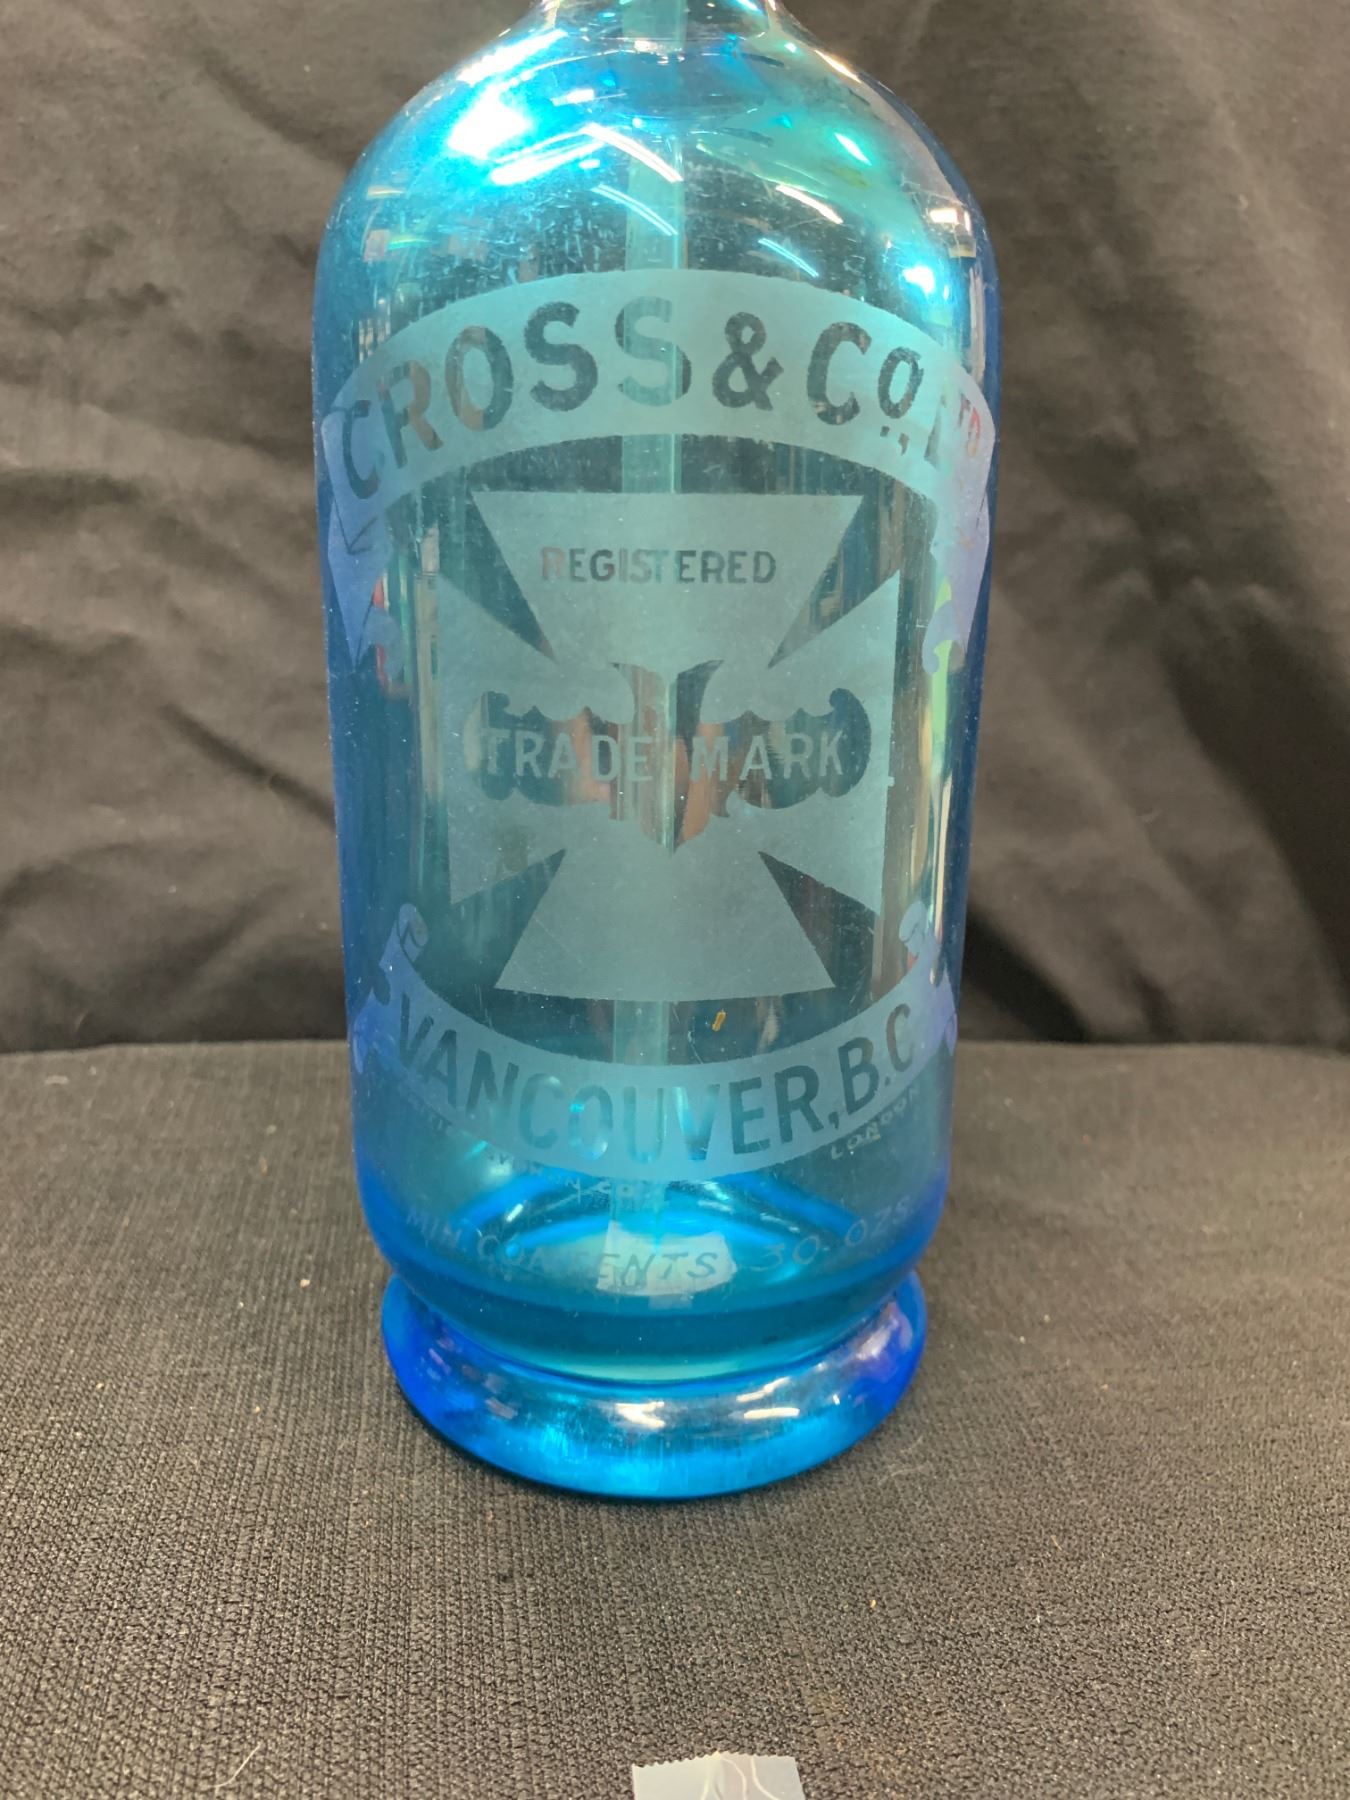 CROSS & CO. LTD
REGISTERED
TRADE MARK
VANCOUVER, B.C.
LONDON
MIN. CONTENTS 30. OZS